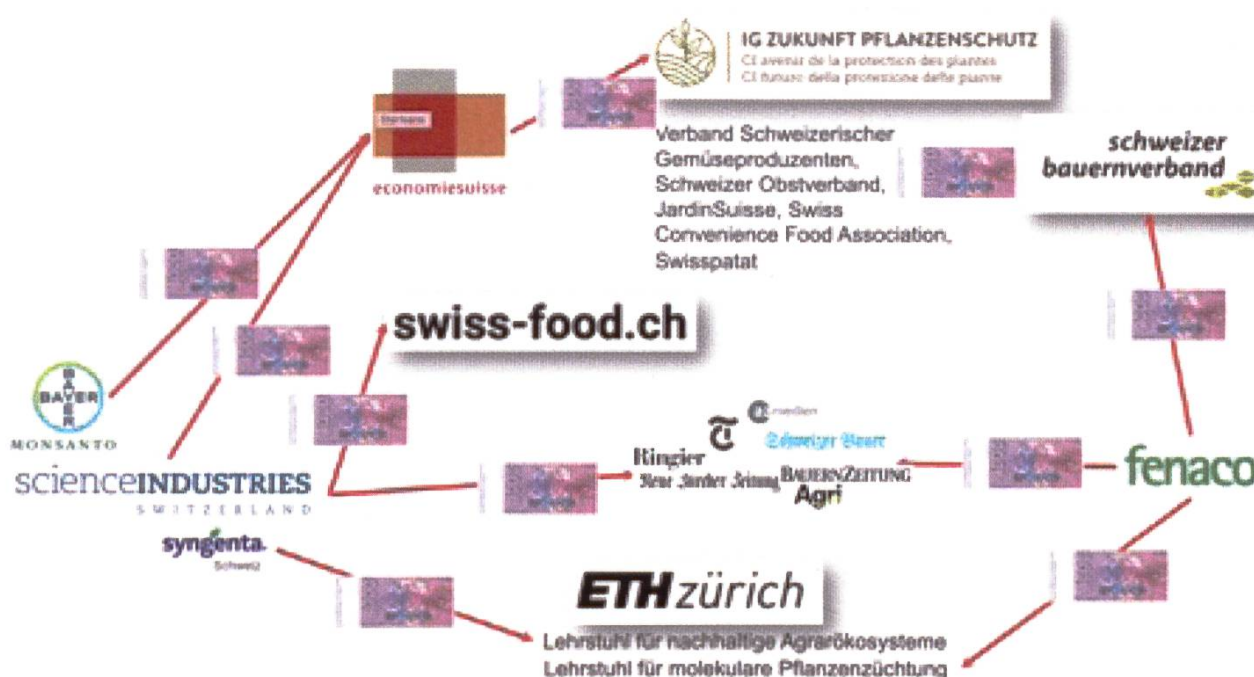 IG ZUKUNFT PFLANZENSCHUTZ
CI avenir de la protection des plantes
CI futuro della protezione delle piante
economiesuisse
Verband Schweizerischer
Gemüseproduzenten,
Schweizer Obstverband,
JardinSuisse, Swiss
Convenience Food Association,
Swisspatat
schweizer
bauernverband
swiss-food.ch
BAYER
BAYER
MONSANTO
scienceINDUSTRIES
SWITZERLAND
syngenta
Schweiz
Ringier
Schweizer Bauer
Neue Zürcher Zeitung
BAUERNZEITUNG
Agri
fenaco
ETH zürich
Lehrstuhl für nachhaltige Agrarökosysteme
Lehrstuhl für molekulare Pflanzenzüchtung